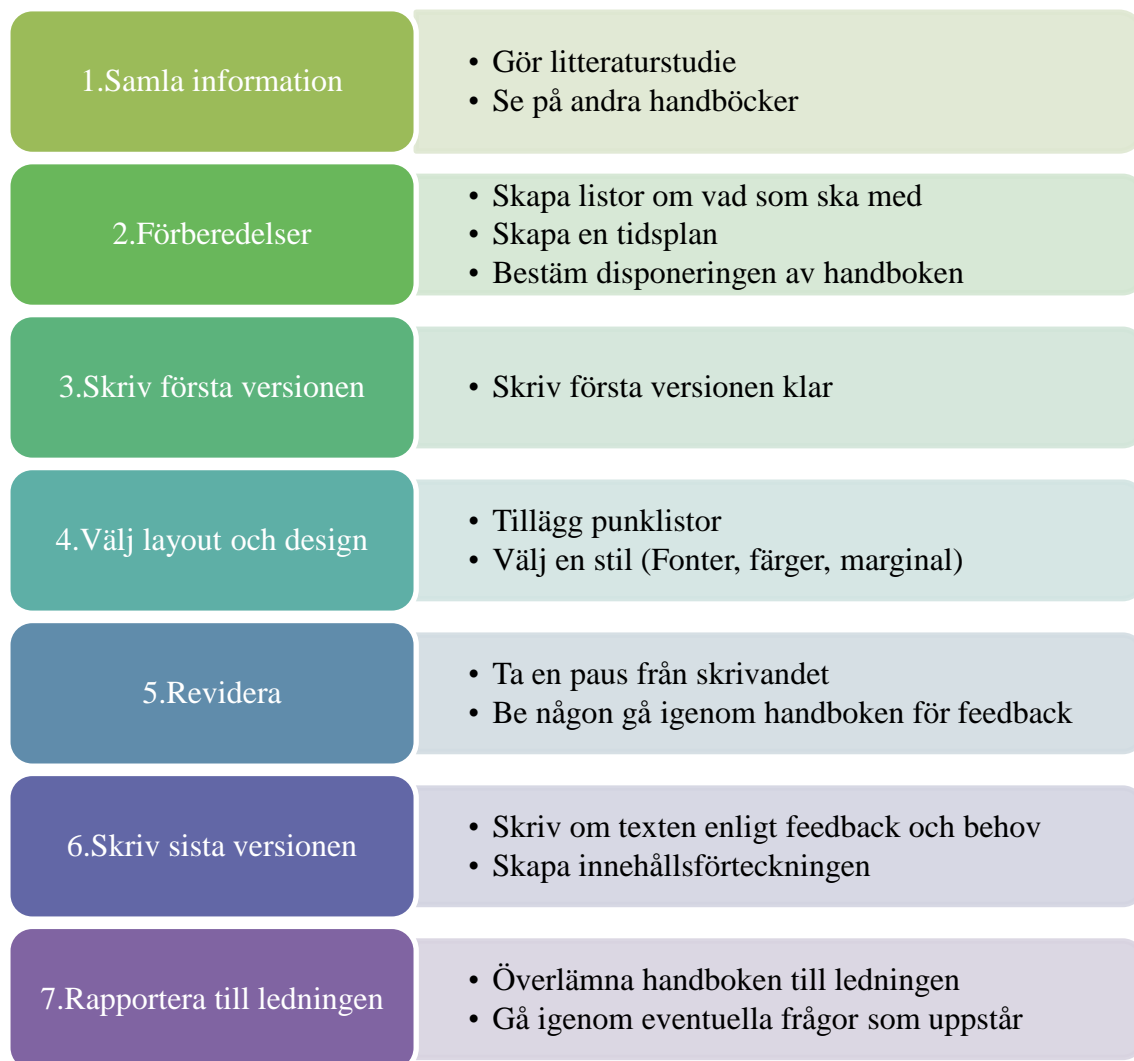 1.Samla information
• Gör litteraturstudie
• Se på andra handböcker
2.Förberedelser
• Skapa listor om vad som ska med
• Skapa en tidsplan
• Bestäm disponeringen av handboken
3.Skriv första versionen
• Skriv första versionen klar
4.Välj layout och design
• Tillägg punklistor
• Välj en stil (Fonter, färger, marginal)
5.Revidera
• Ta en paus från skrivandet
• Be någon gå igenom handboken för feedback
6.Skriv sista versionen
• Skriv om texten enligt feedback och behov
• Skapa innehållsförteckningen
7.Rapportera till ledningen
• Överlämna handboken till ledningen
• Gå igenom eventuella frågor som uppstår